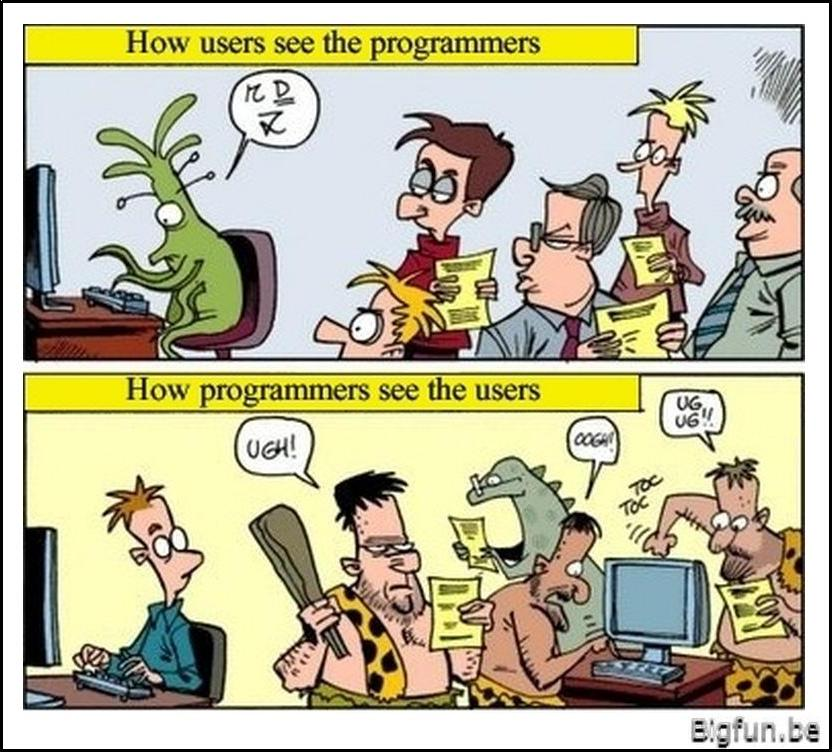 How users see the programmers
How programmers see the users
UGH!
OOGH!
UG
UG!!
TOC
TOC
Bigfun.be